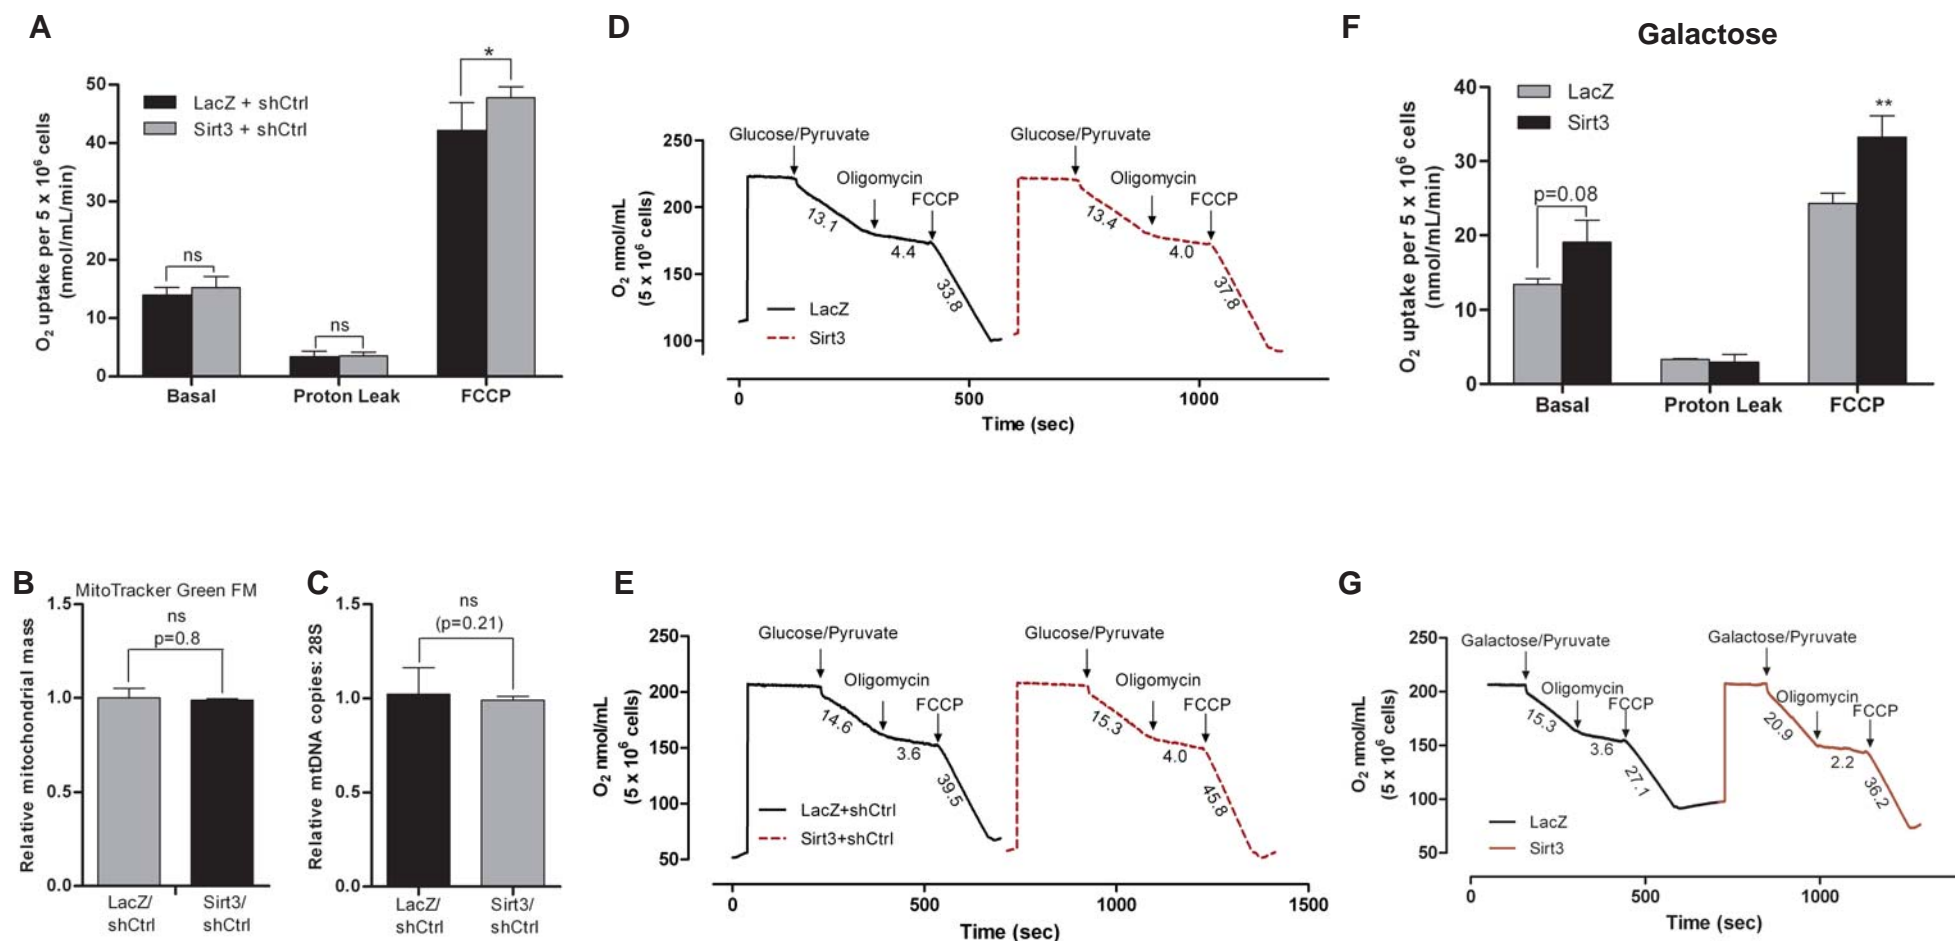 A
LacZ + shCtrl
Sirt3 + shCtrl
*
O₂ uptake per 5 x 10⁶ cells
(nmol/mL/min)
50
40
30
20
10
0
ns
ns
Basal
Proton Leak
FCCP
D
O₂ nmol/mL
(5 x 10⁶ cells)
250
200
150
100
Glucose/Pyruvate
Oligomycin
FCCP
13.1
4.4
33.8
Glucose/Pyruvate
Oligomycin
FCCP
13.4
4.0
37.8
LacZ
Sirt3
0
500
1000
Time (sec)
F
Galactose
O₂ uptake per 5 x 10⁶ cells
(nmol/mL/min)
40
30
20
10
0
LacZ
Sirt3
**
p=0.08
Basal
Proton Leak
FCCP
B
MitoTracker Green FM
Relative mitochondrial mass
1.5
1.0
0.5
0.0
ns
p=0.8
LacZ/
shCtrl
Sirt3/
shCtrl
C
Relative mtDNA copies: 28S
1.5
1.0
0.5
0.0
ns
(p=0.21)
LacZ/
shCtrl
Sirt3/
shCtrl
E
O₂ nmol/mL
(5 x 10⁶ cells)
250
200
150
100
50
Glucose/Pyruvate
Oligomycin
FCCP
14.6
3.6
39.5
Glucose/Pyruvate
Oligomycin
FCCP
15.3
4.0
45.8
LacZ+shCtrl
Sirt3+shCtrl
0
500
1000
1500
Time (sec)
G
O₂ nmol/mL
(5 x 10⁶ cells)
250
200
150
100
50
Galactose/Pyruvate
Oligomycin
FCCP
15.3
3.6
27.1
Galactose/Pyruvate
Oligomycin
FCCP
20.9
2.2
36.2
LacZ
Sirt3
0
500
1000
Time (sec)